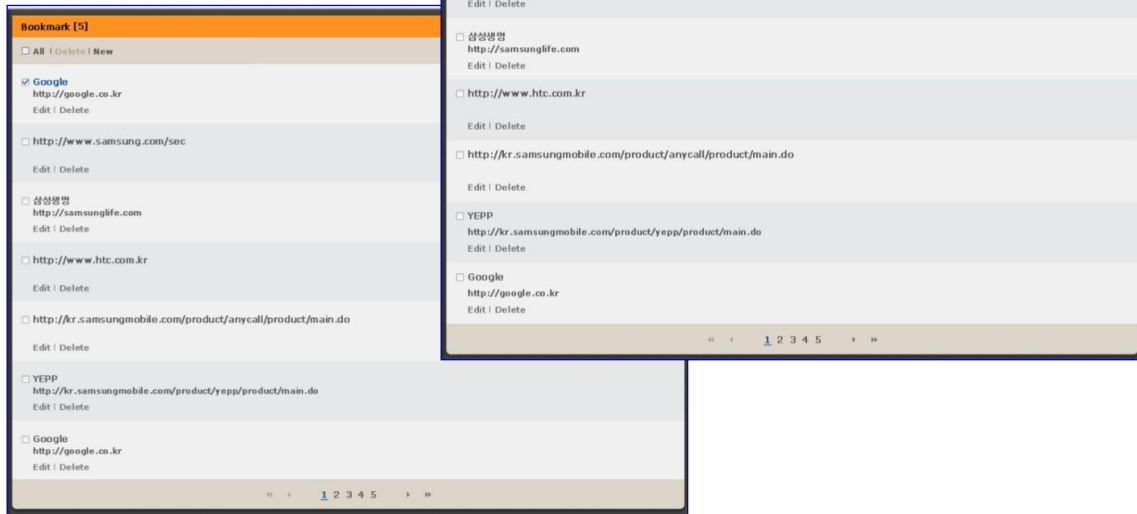 Bookmark [5]
All | Delete | New
Google
http://google.co.kr
Edit | Delete
http://www.samsung.com/sec
Edit | Delete
삼성생명
http://samsunglife.com
Edit | Delete
http://www.htc.com.kr
Edit | Delete
http://kr.samsungmobile.com/product/anycall/product/main.do
Edit | Delete
YEPP
http://kr.samsungmobile.com/product/yepp/product/main.do
Edit | Delete
Google
http://google.co.kr
Edit | Delete
1 2 3 4 5
Edit | Delete
삼성생명
http://samsunglife.com
Edit | Delete
http://www.htc.com.kr
Edit | Delete
http://kr.samsungmobile.com/product/anycall/product/main.do
Edit | Delete
YEPP
http://kr.samsungmobile.com/product/yepp/product/main.do
Edit | Delete
Google
http://google.co.kr
Edit | Delete
1 2 3 4 5